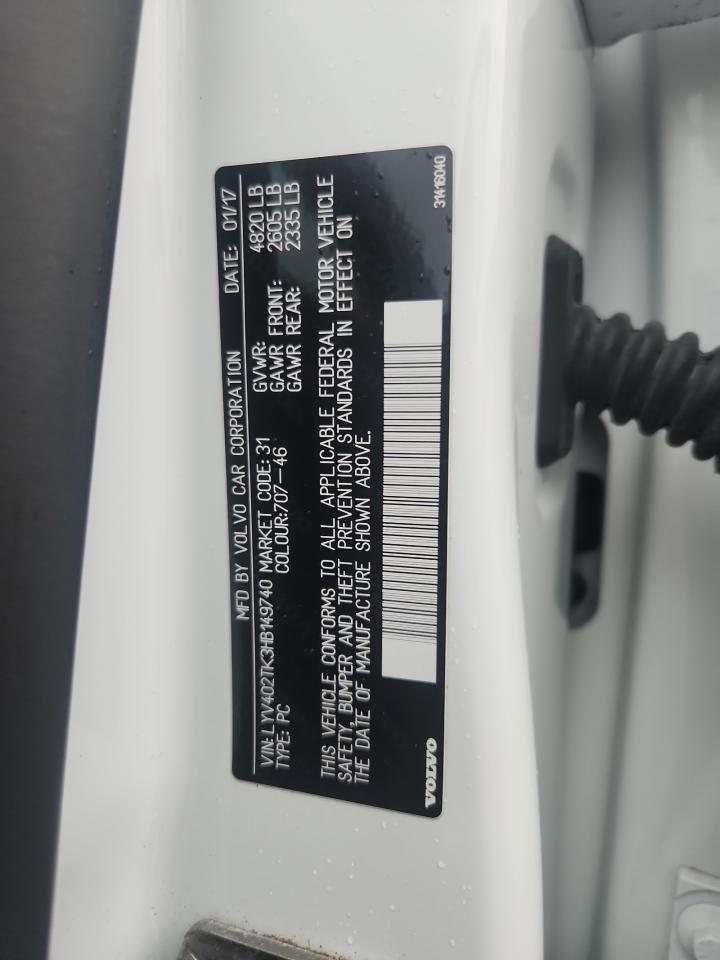 MFD BY VOLVO CAR CORPORATION DATE: 01/17
VIN: LYV402TK3HB149740 MARKET CODE: 31 GVWR: 4820 LB
TYPE: PC COLOUR:707-46 GAWR FRONT: 2605 LB
GAWR REAR: 2335 LB
THIS VEHICLE CONFORMS TO ALL APPLICABLE FEDERAL MOTOR VEHICLE
SAFETY, BUMPER AND THEFT PREVENTION STANDARDS IN EFFECT ON
THE DATE OF MANUFACTURE SHOWN ABOVE.
VOLVO 31416040